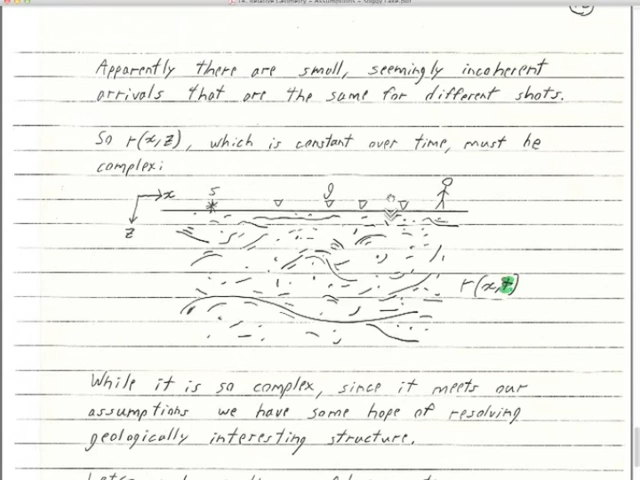 Apparently there are small, seemingly incoherent
arrivals that are the same for different shots.
So r(x,z), which is constant over time, must be
complex:
x
s
g
z
r(x,z)
While it is so complex, since it meets our
assumptions we have some hope of resolving
geologically interesting structure.